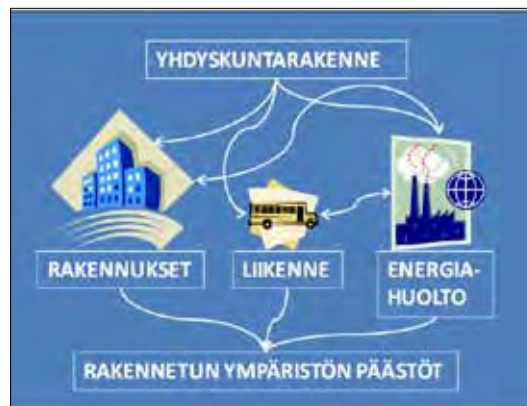 YHDYSKUNTARAKENNE
RAKENNUKSET
LIIKENNE
ENERGIA-
HUOLTO
RAKENNETUN YMPÄRISTÖN PÄÄSTÖT